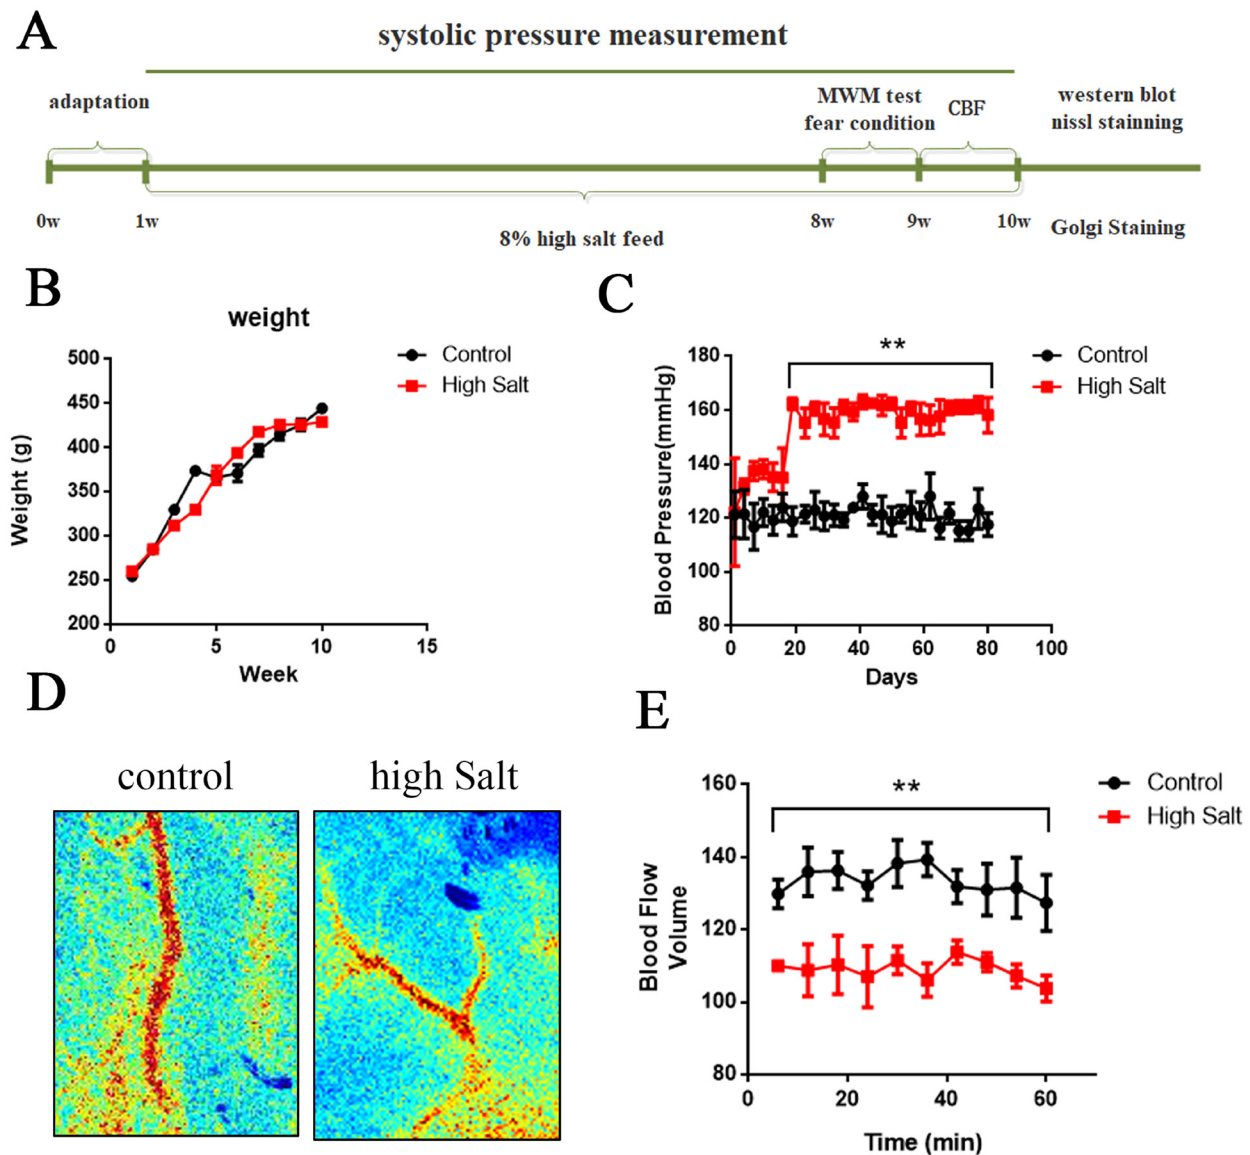 A
systolic pressure measurement
adaptation
MWM test
fear condition
CBF
western blot
nissl stainning
0w
1w
8w
9w
10w
8% high salt feed
Golgi Staining
B
weight
Control
High Salt
500
450
400
350
300
250
200
Weight (g)
0
5
10
15
Week
C
**
Control
High Salt
180
160
140
120
100
80
Blood Pressure(mmHg)
0
20
40
60
80
100
Days
D
control
high Salt
E
**
Control
High Salt
160
140
120
100
80
Blood Flow
Volume
0
20
40
60
Time (min)